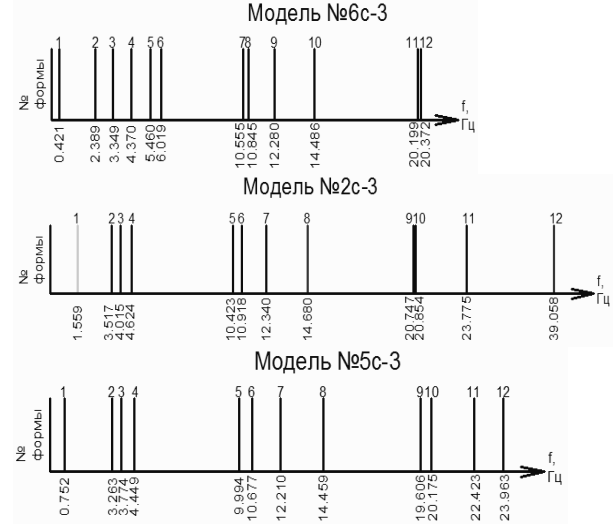 Модель №6с-3
1 2 3 4 5 6 7 8 9 10 11 12
№ формы
f, Гц
0.421 2.389 3.349 4.370 5.460 6.019 10.555 10.845 12.280 14.486 20.199 20.372
Модель №2с-3
1 2 3 4 5 6 7 8 9 10 11 12
№ формы
f, Гц
1.559 3.517 4.015 4.624 10.423 10.918 12.340 14.680 20.747 20.854 23.775 39.058
Модель №5с-3
1 2 3 4 5 6 7 8 9 10 11 12
№ формы
f, Гц
0.752 3.263 3.774 4.449 9.994 10.677 12.210 14.459 19.606 20.175 22.423 23.963